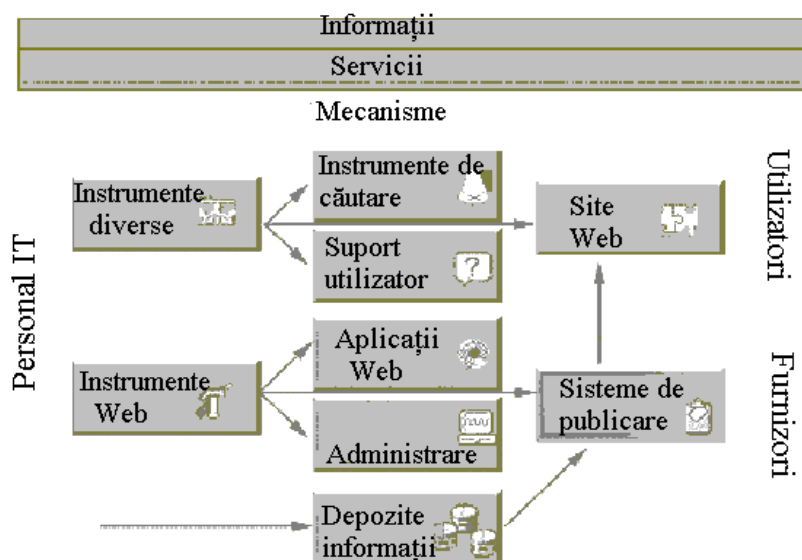 Informații
Servicii
Mecanisme
Personal IT
Instrumente
diverse
Instrumente de
căutare
Suport
utilizator
Site
Web
Utilizatori
Instrumente
Web
Aplicații
Web
Administrare
Sisteme de
publicare
Furnizori
Depozite
informații